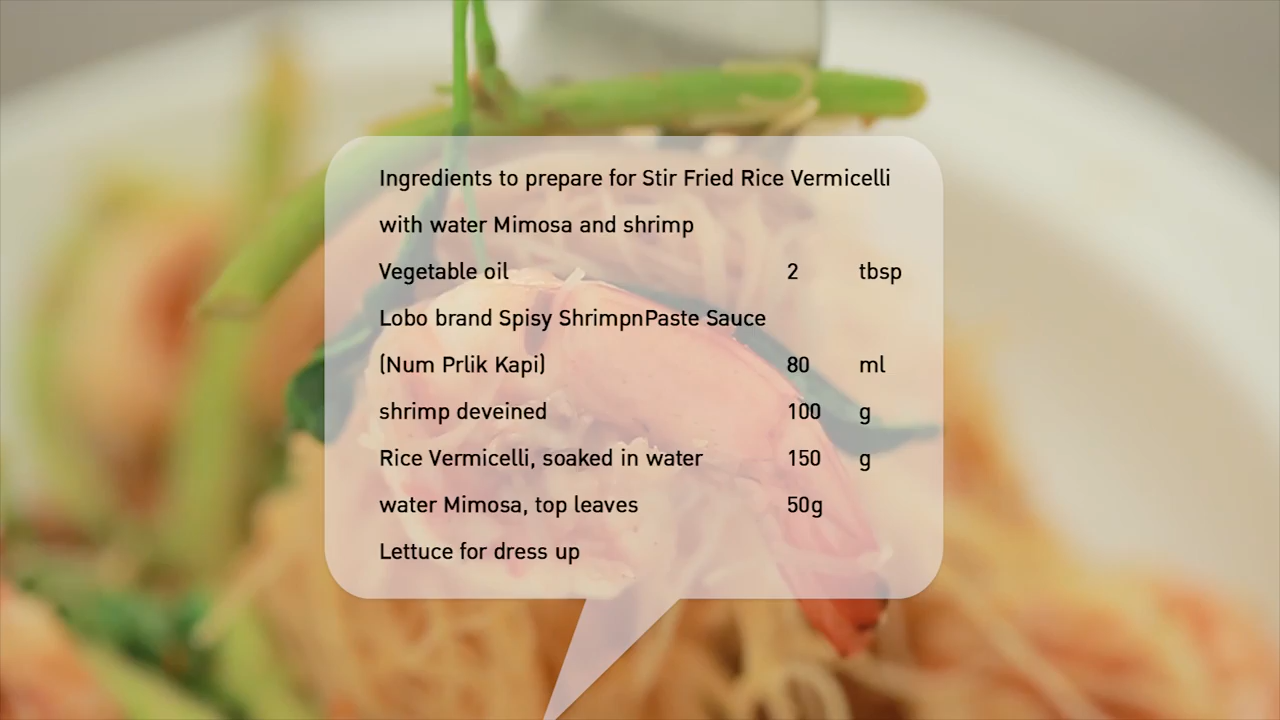 Ingredients to prepare for Stir Fried Rice Vermicelli
with water Mimosa and shrimp
Vegetable oil 2 tbsp
Lobo brand Spisy ShrimpnPaste Sauce
(Num Prlik Kapi) 80 ml
shrimp deveined 100 g
Rice Vermicelli, soaked in water 150 g
water Mimosa, top leaves 50g
Lettuce for dress up